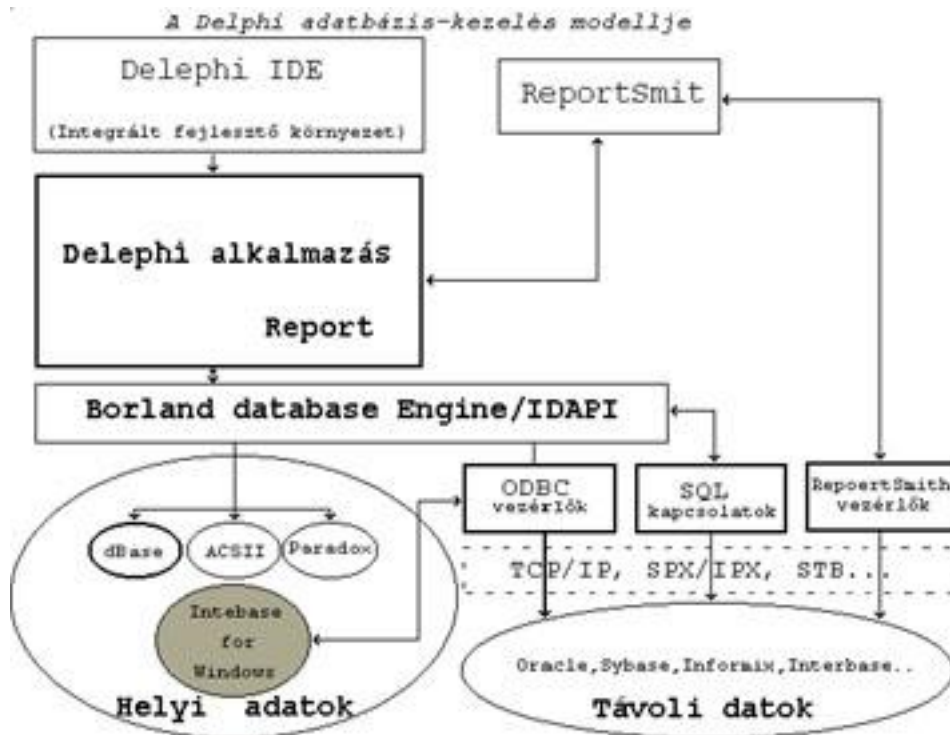 A Delphi adatbázis-kezelés modellje
Delephi IDE
(Integrált fejlesztő környezet)
ReportSmit
Delephi alkalmazás
Report
Borland database Engine/IDAPI
ODBC
vezérlők
SQL
kapcsolatok
RepoertSmith
vezérlők
dBase
ACSII
Paradox
TCP/IP, SPX/IPX, STB...
Intebase
for
Windows
Oracle,Sybase,Informix,Interbase..
Helyi adatok
Távoli datok